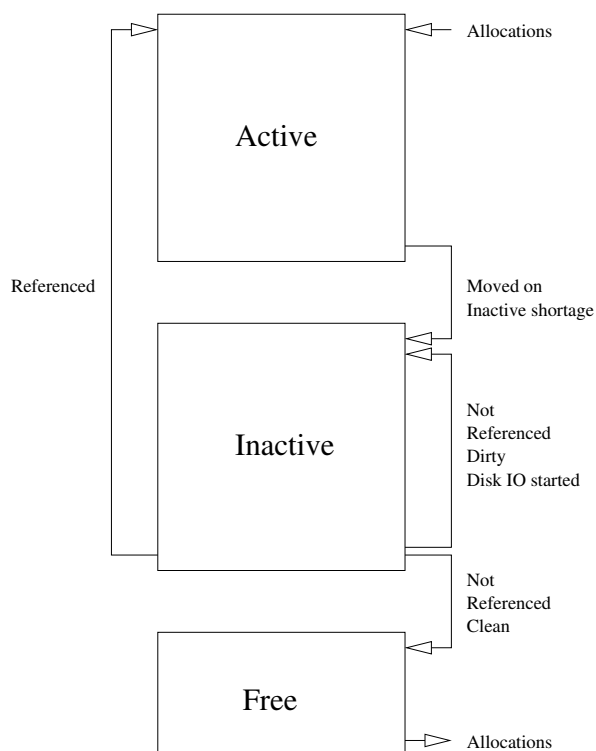 Allocations
Active
Referenced
Moved on
Inactive shortage
Inactive
Not
Referenced
Dirty
Disk IO started
Not
Referenced
Clean
Free
Allocations